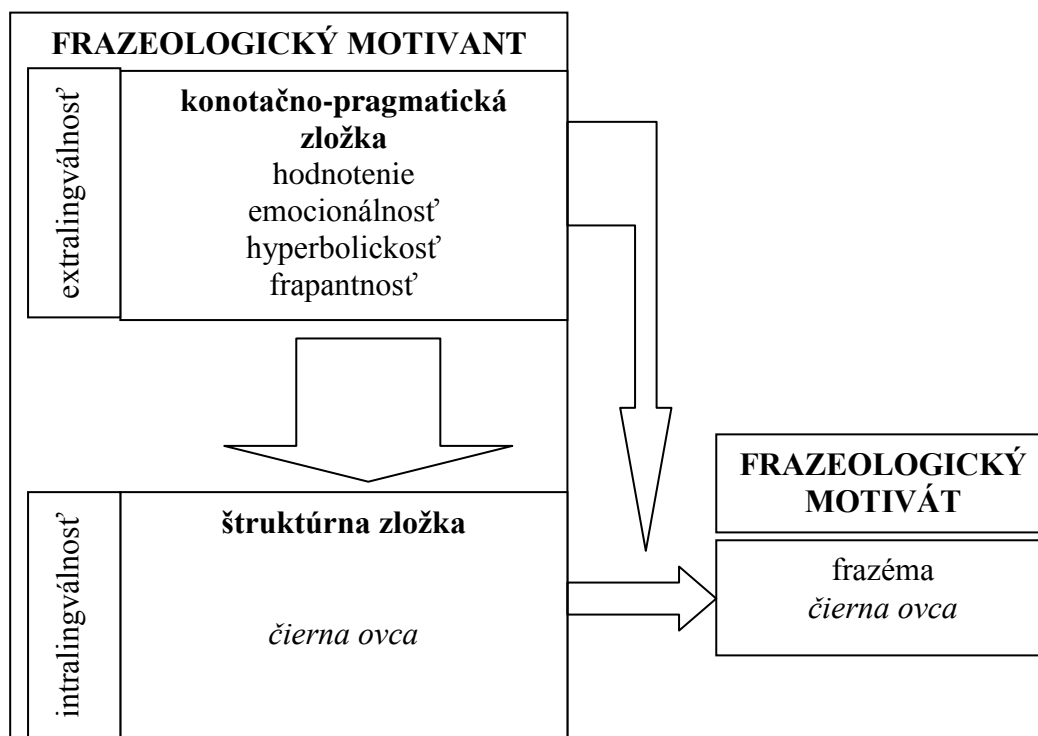 FRAZEOLOGICKÝ MOTIVANT
extralingválnosť
konotačno-pragmatická
zložka
hodnotenie
emocionálnosť
hyperbolickosť
frapantnosť
intralingválnosť
štruktúrna zložka
čierna ovca
FRAZEOLOGICKÝ
MOTIVÁT
frazéma
čierna ovca